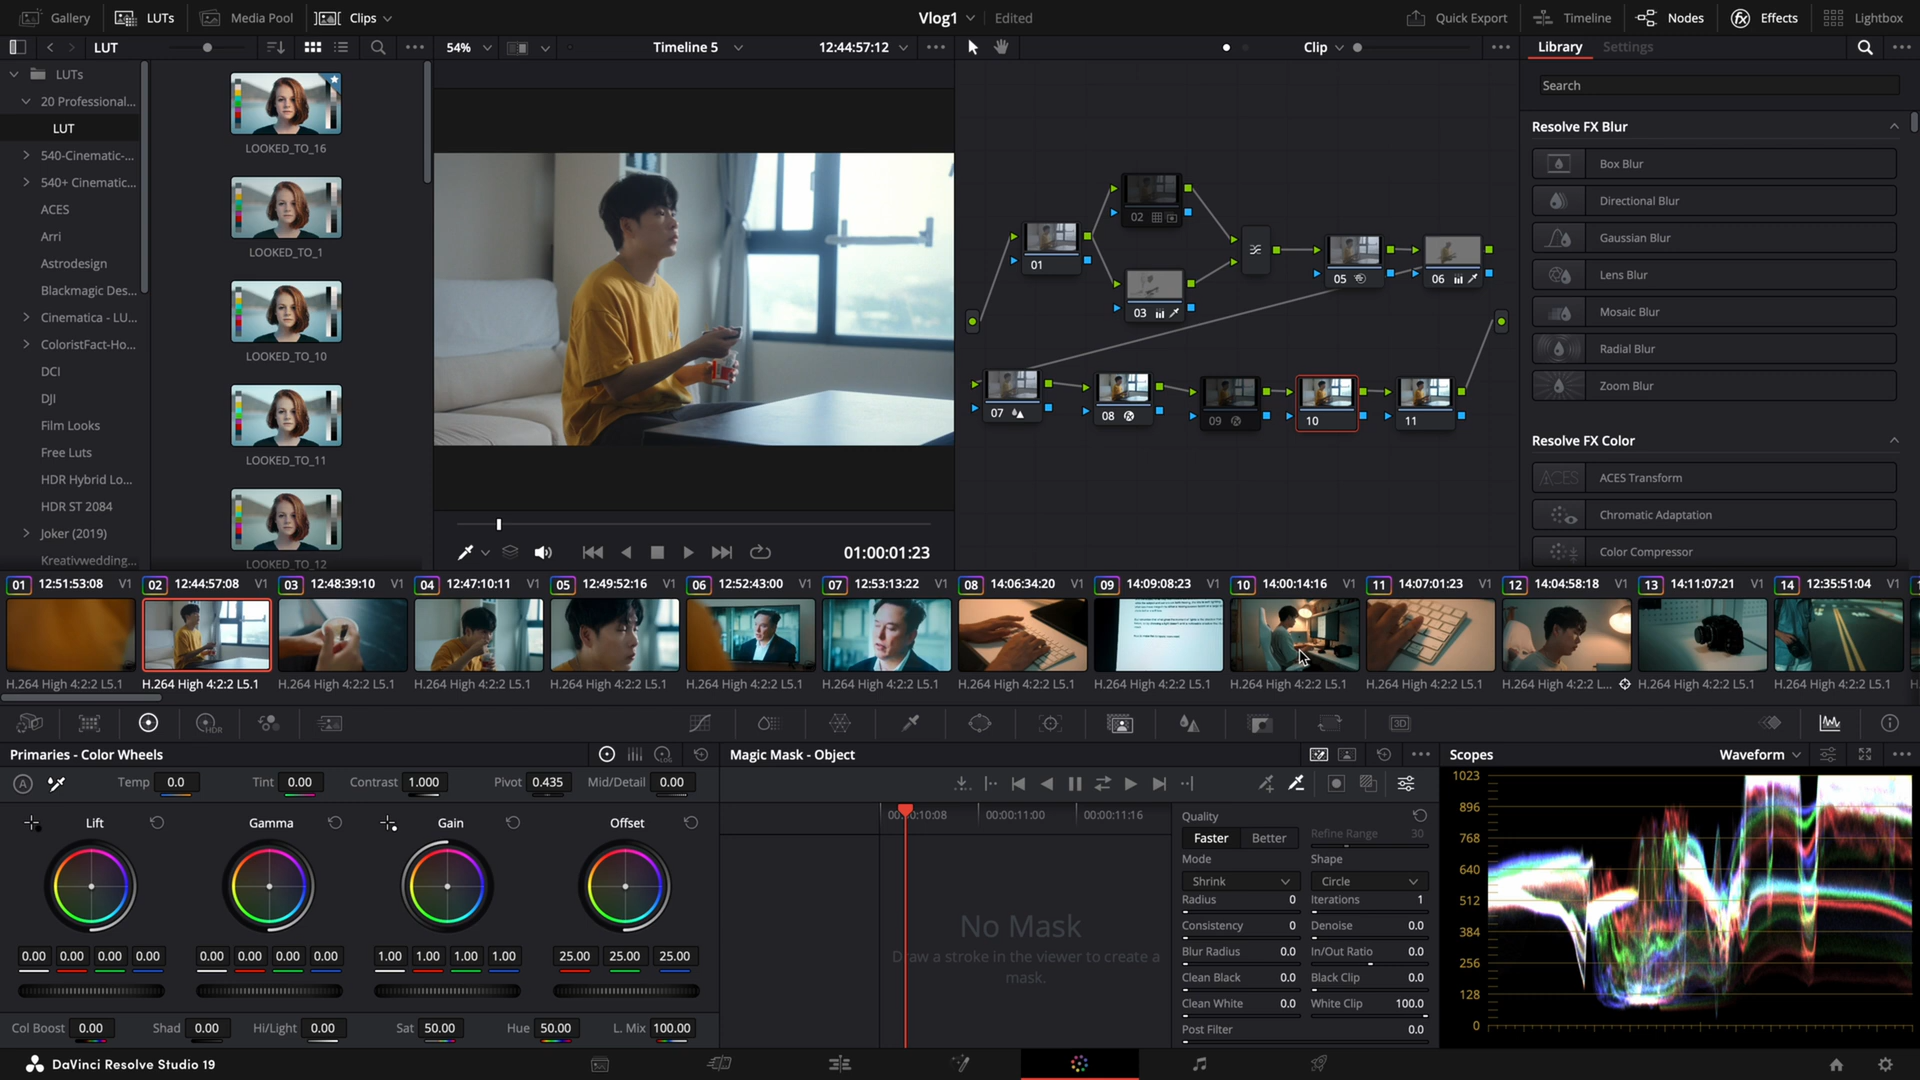 Gallery LUTs Media Pool Clips Vlog1 Edited Quick Export Timeline Nodes Effects Lightbox
LUT 54% Timeline 5 12:44:57:12 Clip Library Settings
Search
LUTs
20 Professional...
LUT
540-Cinematic-...
540+ Cinematic...
ACES
Arri
Astrodesign
Blackmagic Des...
Cinematica - LU...
ColoristFact-Ho...
DCI
DJI
Film Looks
Free Luts
HDR Hybrid Lo...
HDR ST 2084
Joker (2019)
Kreativwedding...
LOOKED_TO_16
LOOKED_TO_1
LOOKED_TO_10
LOOKED_TO_11
LOOKED_TO_12
01:00:01:23
01
02
03
05
06
07
08
09
10
11
Resolve FX Blur
Box Blur
Directional Blur
Gaussian Blur
Lens Blur
Mosaic Blur
Radial Blur
Zoom Blur
Resolve FX Color
ACES Transform
Chromatic Adaptation
Color Compressor
01 12:51:53:08 V1 02 12:44:57:08 V1 03 12:48:39:10 V1 04 12:47:10:11 V1 05 12:49:52:16 V1 06 12:52:43:00 V1 07 12:53:13:22 V1 08 14:06:34:20 V1 09 14:09:08:23 V1 10 14:00:14:16 V1 11 14:07:01:23 V1 12 14:04:58:18 V1 13 14:11:07:21 V1 14 12:35:51:04 V1
H.264 High 4:2:2 L5.1 H.264 High 4:2:2 L5.1 H.264 High 4:2:2 L5.1 H.264 High 4:2:2 L5.1 H.264 High 4:2:2 L5.1 H.264 High 4:2:2 L5.1 H.264 High 4:2:2 L5.1 H.264 High 4:2:2 L5.1 H.264 High 4:2:2 L5.1 H.264 High 4:2:2 L5.1 H.264 High 4:2:2 L5.1 H.264 High 4:2:2 L... H.264 High 4:2:2 L5.1 H.264 High 4:2:2 L5.1
HDR 3D
Primaries - Color Wheels
A Temp 0.0 Tint 0.00 Contrast 1.000 Pivot 0.435 Mid/Detail 0.00
Lift Gamma Gain Offset
0.00 0.00 0.00 0.00 0.00 0.00 0.00 0.00 1.00 1.00 1.00 1.00 25.00 25.00 25.00
Col Boost 0.00 Shad 0.00 Hi/Light 0.00 Sat 50.00 Hue 50.00 L. Mix 100.00
Magic Mask - Object
00:00:10:08 00:00:11:00 00:00:11:16
No Mask
Draw a stroke in the viewer to create a
mask.
Quality
Faster Better Refine Range 30
Mode Shape
Shrink Circle
Radius 0 Iterations 1
Consistency 0 Denoise 0.0
Blur Radius 0.0 In/Out Ratio 0.0
Clean Black 0.0 Black Clip 0.0
Clean White 0.0 White Clip 100.0
Post Filter 0.0
Scopes Waveform
1023
896
768
640
512
384
256
128
0
DaVinci Resolve Studio 19